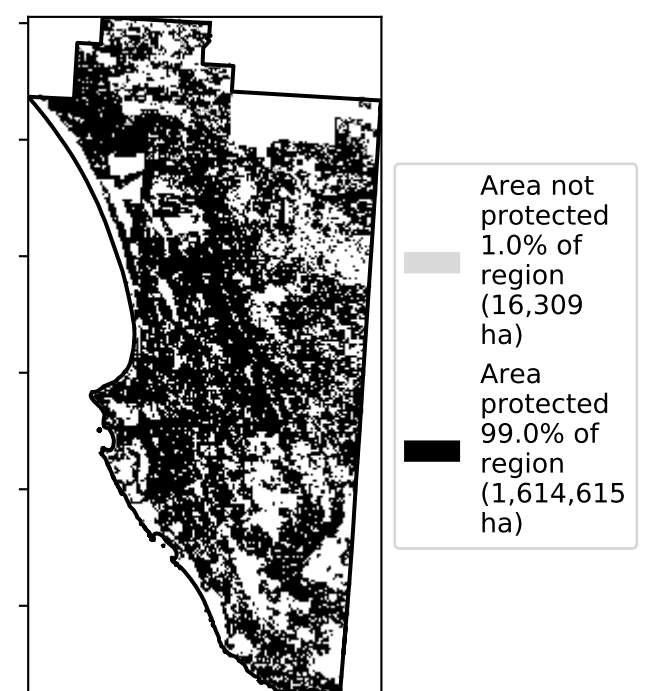 Area not
protected
1.0% of
region
(16,309
ha)
Area
protected
99.0% of
region
(1,614,615
ha)